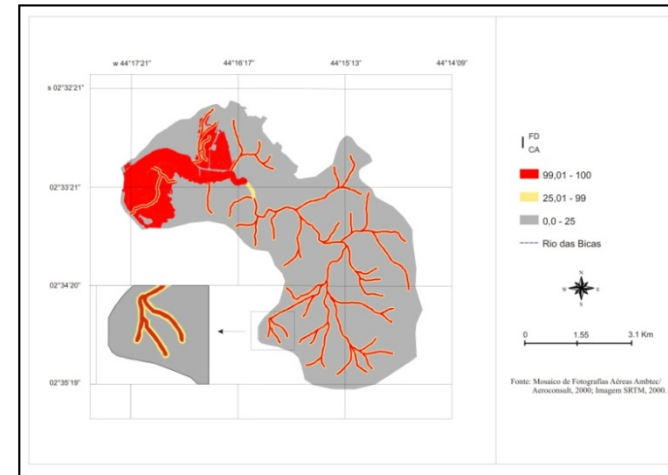 w 44°17'21" 44°16'17" 44°15'13" 44°14'09"
s 02°32'21"
02°33'21"
02°34'20"
02°35'19"
FD
CA
99,01 - 100
25,01 - 99
0,0 - 25
Rio das Bicas
N
W E
S
0 1.55 3.1 Km
Fonte: Mosaico de Fotografias Aéreas Ambtec/
Aeroconsult, 2000; Imagem SRTM, 2000.